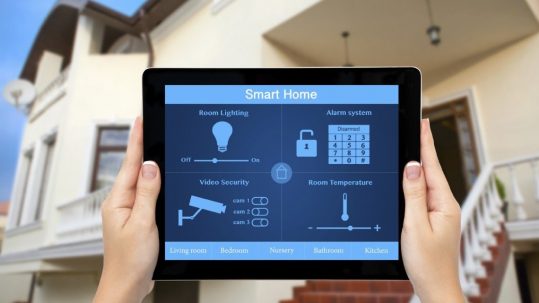 Smart Home
Room Lighting
Off On
Alarm system
Disarmed
1 2 3
4 5 6
7 8 9
* 0 #
Video Security
cam 1
cam 2
cam 3
Room Temperature
- +
Living room Bedroom Nursery Bathroom Kitchen